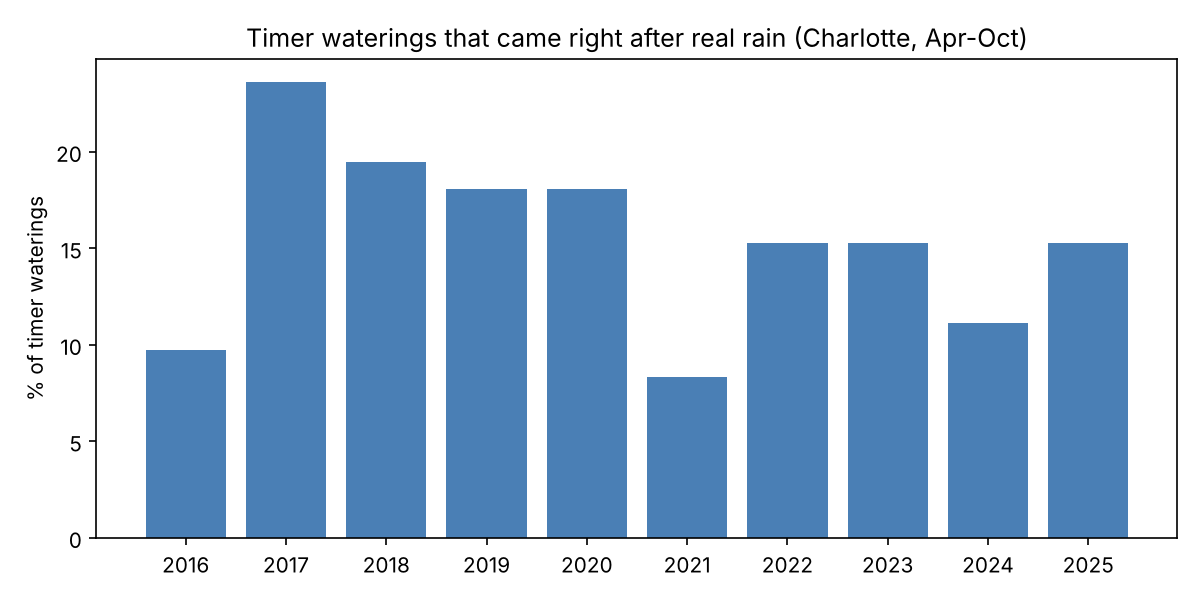 Timer waterings that came right after real rain (Charlotte, Apr-Oct)
% of timer waterings
20
15
10
5
0
2016 2017 2018 2019 2020 2021 2022 2023 2024 2025